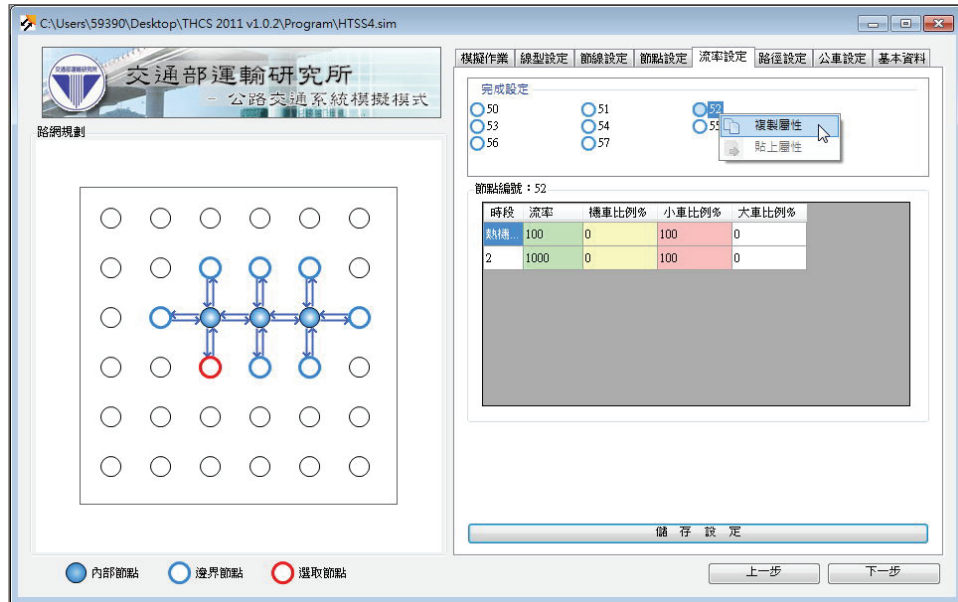 C:\Users\59390\Desktop\THCS 2011 v1.0.2\Program\HTSS4.sim
交通部運輸研究所
- 公路交通系統模擬模式
路網規劃
模擬作業 線型設定 節線設定 節點設定 流率設定 路徑設定 公車設定 基本資料
完成設定
50 51 52
53 54 55
56 57
複製屬性
貼上屬性
節點編號：52
時段 流率 機車比例% 小車比例% 大車比例%
熱機... 100 0 100 0
2 1000 0 100 0
儲 存 設 定
內部節點 邊界節點 選取節點
上一步 下一步